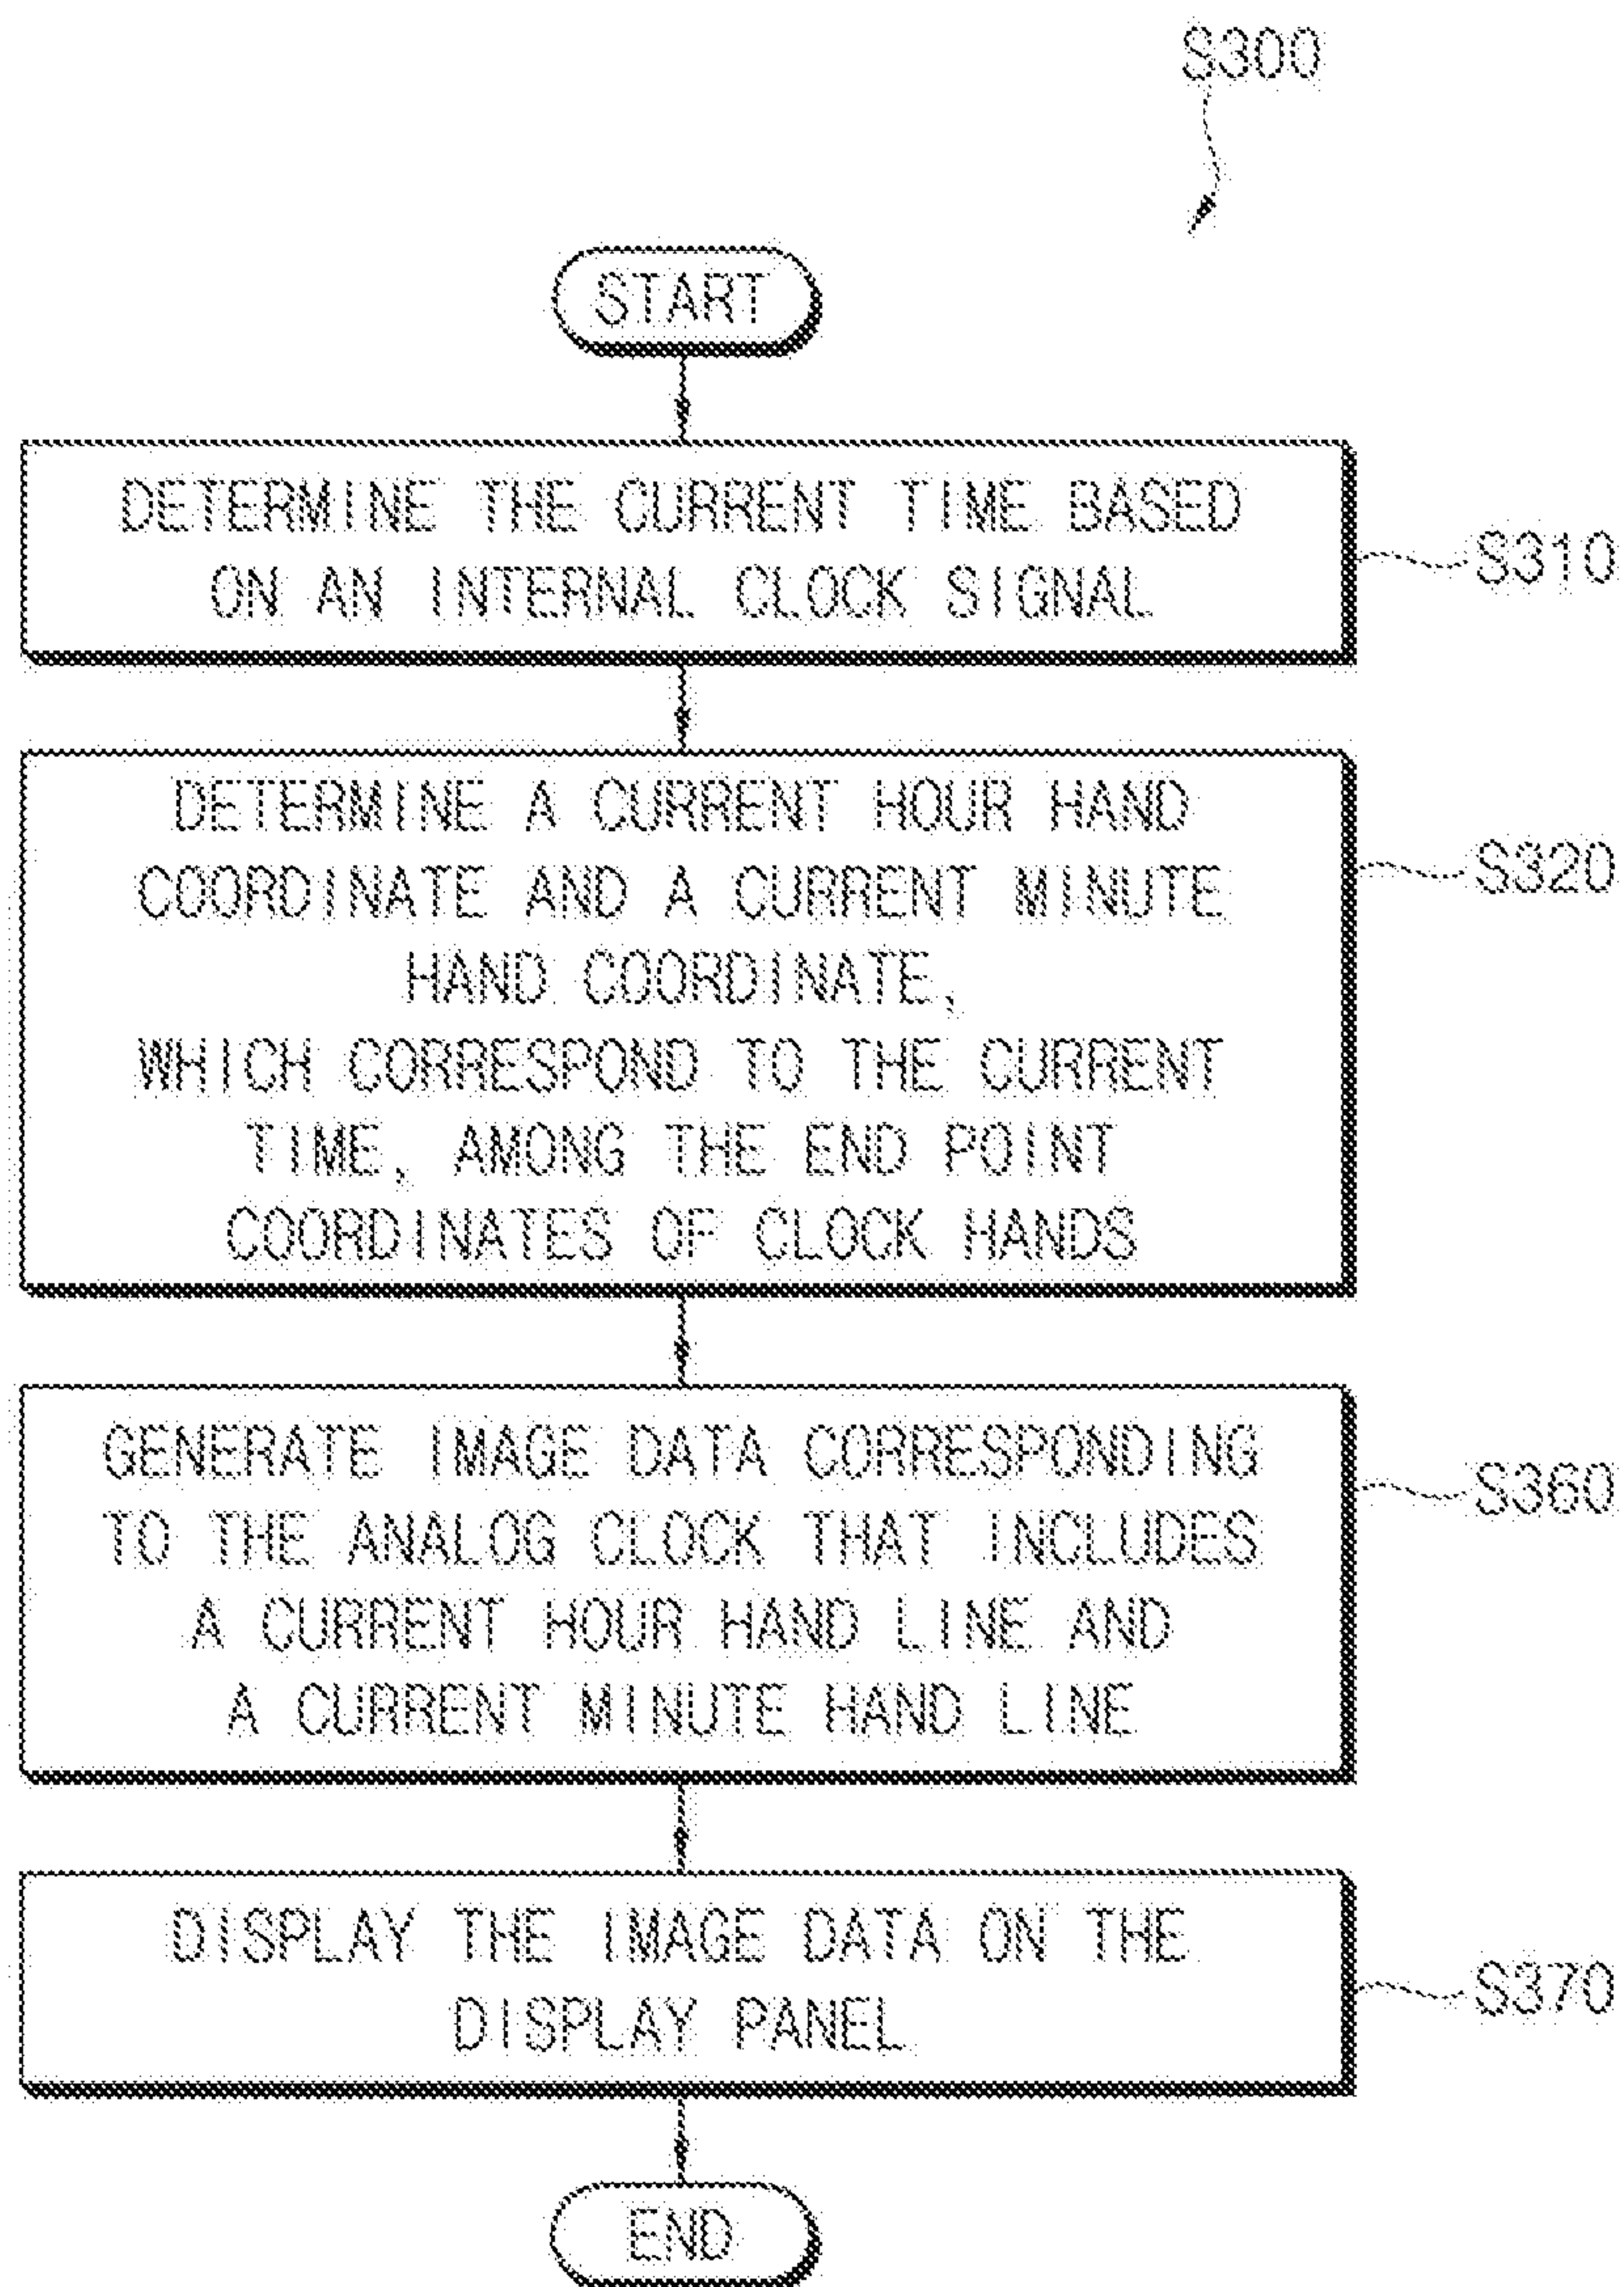 S300
START
DETERMINE THE CURRENT TIME BASED
ON AN INTERNAL CLOCK SIGNAL
S310
DETERMINE A CURRENT HOUR HAND
COORDINATE AND A CURRENT MINUTE
HAND COORDINATE,
WHICH CORRESPOND TO THE CURRENT
TIME, AMONG THE END POINT
COORDINATES OF CLOCK HANDS
S320
GENERATE IMAGE DATA CORRESPONDING
TO THE ANALOG CLOCK THAT INCLUDES
A CURRENT HOUR HAND LINE AND
A CURRENT MINUTE HAND LINE
S360
DISPLAY THE IMAGE DATA ON THE
DISPLAY PANEL
S370
END